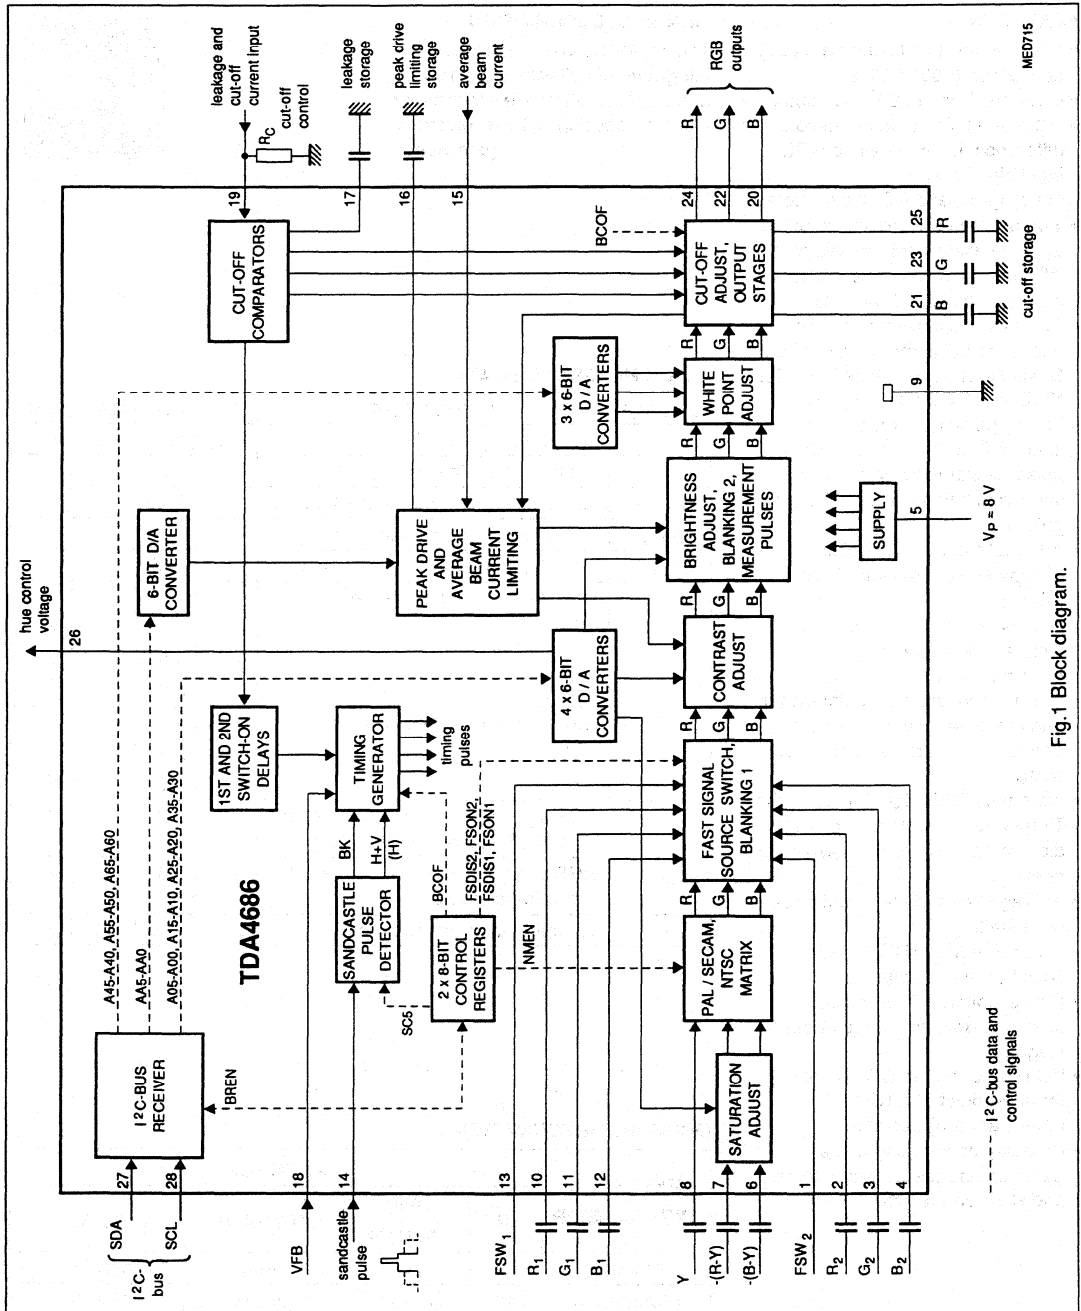 I²C-bus
SDA
SCL
27
28
I²C-BUS
RECEIVER
A45-A40, A55-A50, A65-A60
AA5-AA0
A05-A00, A15-A10, A25-A20, A35-A30
BREN
TDA4686
hue control
voltage
26
6-BIT D/A
CONVERTER
leakage and
cut-off
current input
19
RC
cut-off
control
CUT-OFF
COMPARATORS
17
leakage
storage
16
peak drive
limiting
storage
15
average
beam
current
VFB
18
sandcastle
pulse
14
SANDCASTLE
PULSE
DETECTOR
BK
H+V
(H)
1ST AND 2ND
SWITCH-ON
DELAYS
TIMING
GENERATOR
timing
pulses
SC5
2 x 8-BIT
CONTROL
REGISTERS
BCOF
FSDIS2, FSON2,
FSDIS1, FSON1
NMEN
PEAK DRIVE
AND
AVERAGE
BEAM
CURRENT
LIMITING
4 x 6-BIT
D / A
CONVERTERS
3 x 6-BIT
D / A
CONVERTERS
BCOF
FSW1
13
R1
10
G1
11
B1
12
Y
8
-(R-Y)
7
-(B-Y)
6
FSW2
1
R2
2
G2
3
B2
4
SATURATION
ADJUST
PAL / SECAM,
NTSC
MATRIX
R
G
B
FAST SIGNAL
SOURCE SWITCH,
BLANKING 1
R
G
B
CONTRAST
ADJUST
R
G
B
BRIGHTNESS
ADJUST,
BLANKING 2,
MEASUREMENT
PULSES
R
G
B
WHITE
POINT
ADJUST
R
G
B
CUT-OFF
ADJUST,
OUTPUT
STAGES
24
22
20
R
G
B
RGB
outputs
25
R
23
G
21
B
cut-off storage
9
SUPPLY
5
VP = 8 V
I²C-bus data and
control signals
MED715
Fig.1 Block diagram.